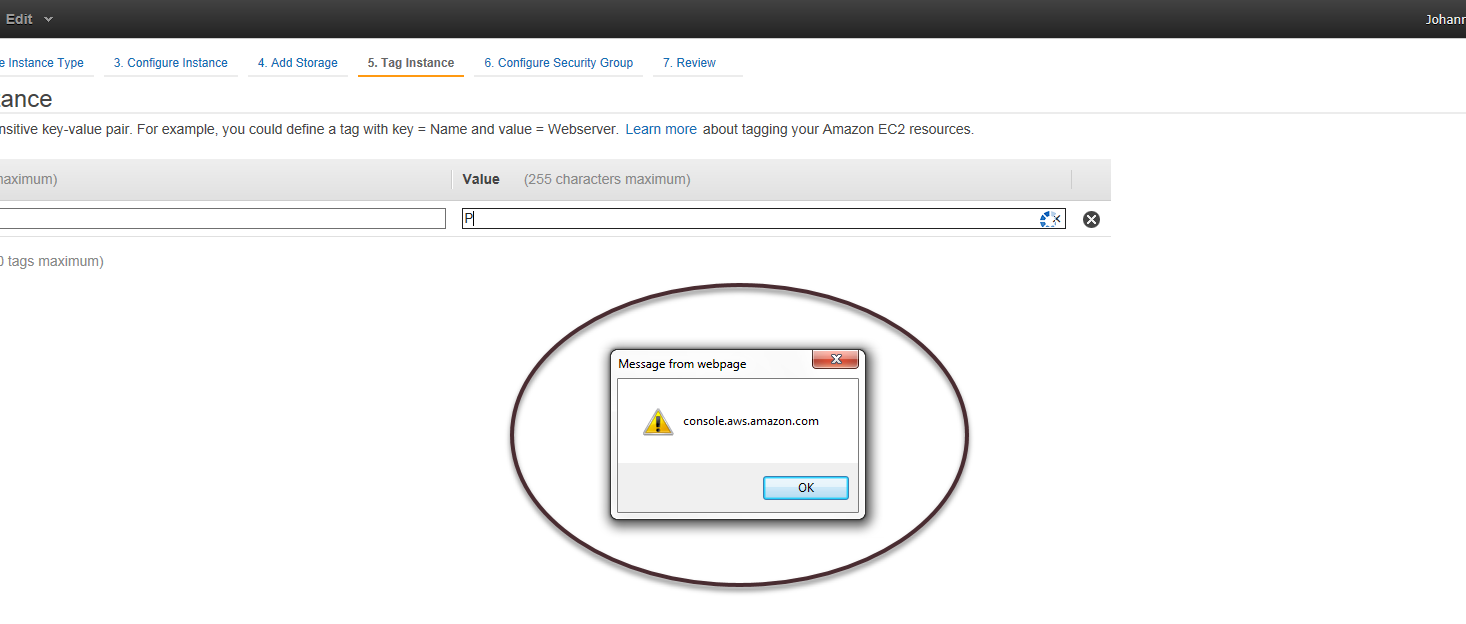 Edit Johann
e Instance Type 3. Configure Instance 4. Add Storage 5. Tag Instance 6. Configure Security Group 7. Review
tance
nsitive key-value pair. For example, you could define a tag with key = Name and value = Webserver. Learn more about tagging your Amazon EC2 resources.
maximum) Value (255 characters maximum)
P
0 tags maximum)
Message from webpage
console.aws.amazon.com
OK